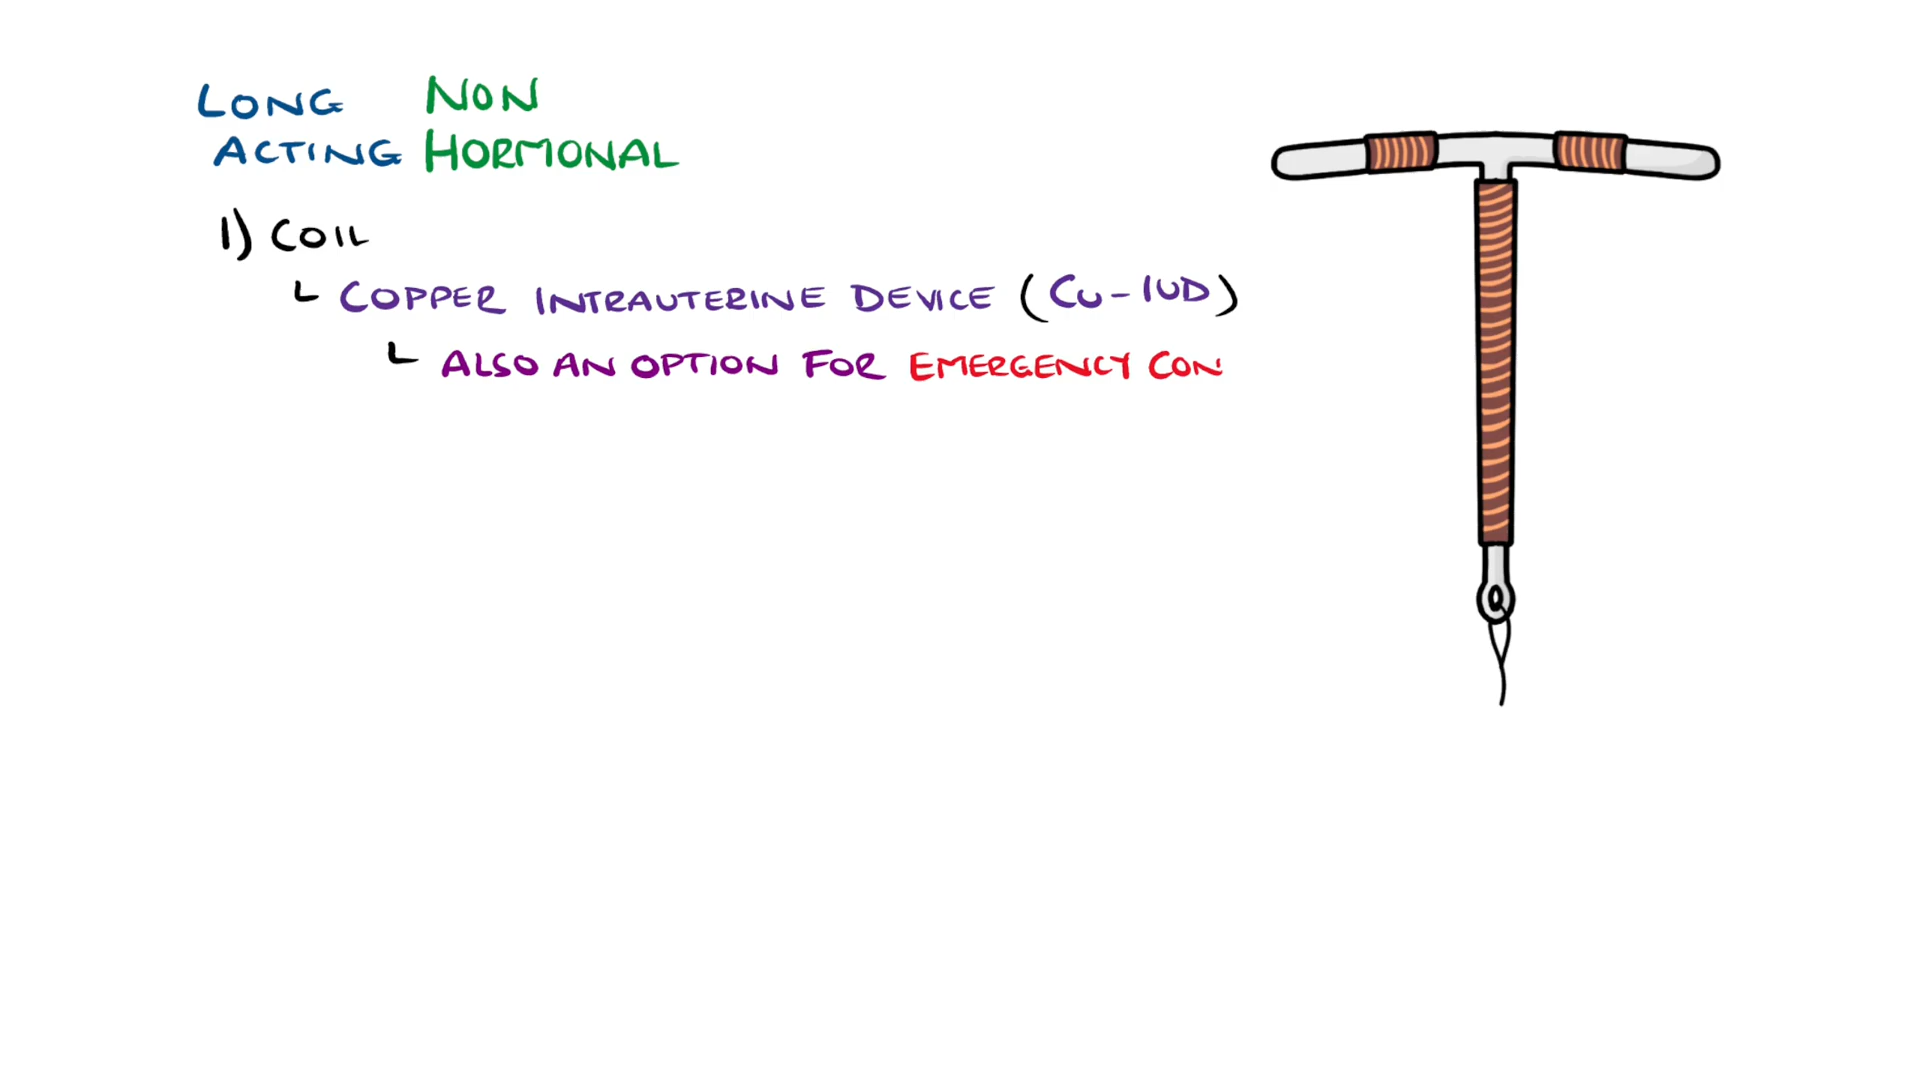 LONG NON
ACTING HORMONAL
1) COIL
COPPER INTRAUTERINE DEVICE (CU-IUD)
ALSO AN OPTION FOR EMERGENCY CON